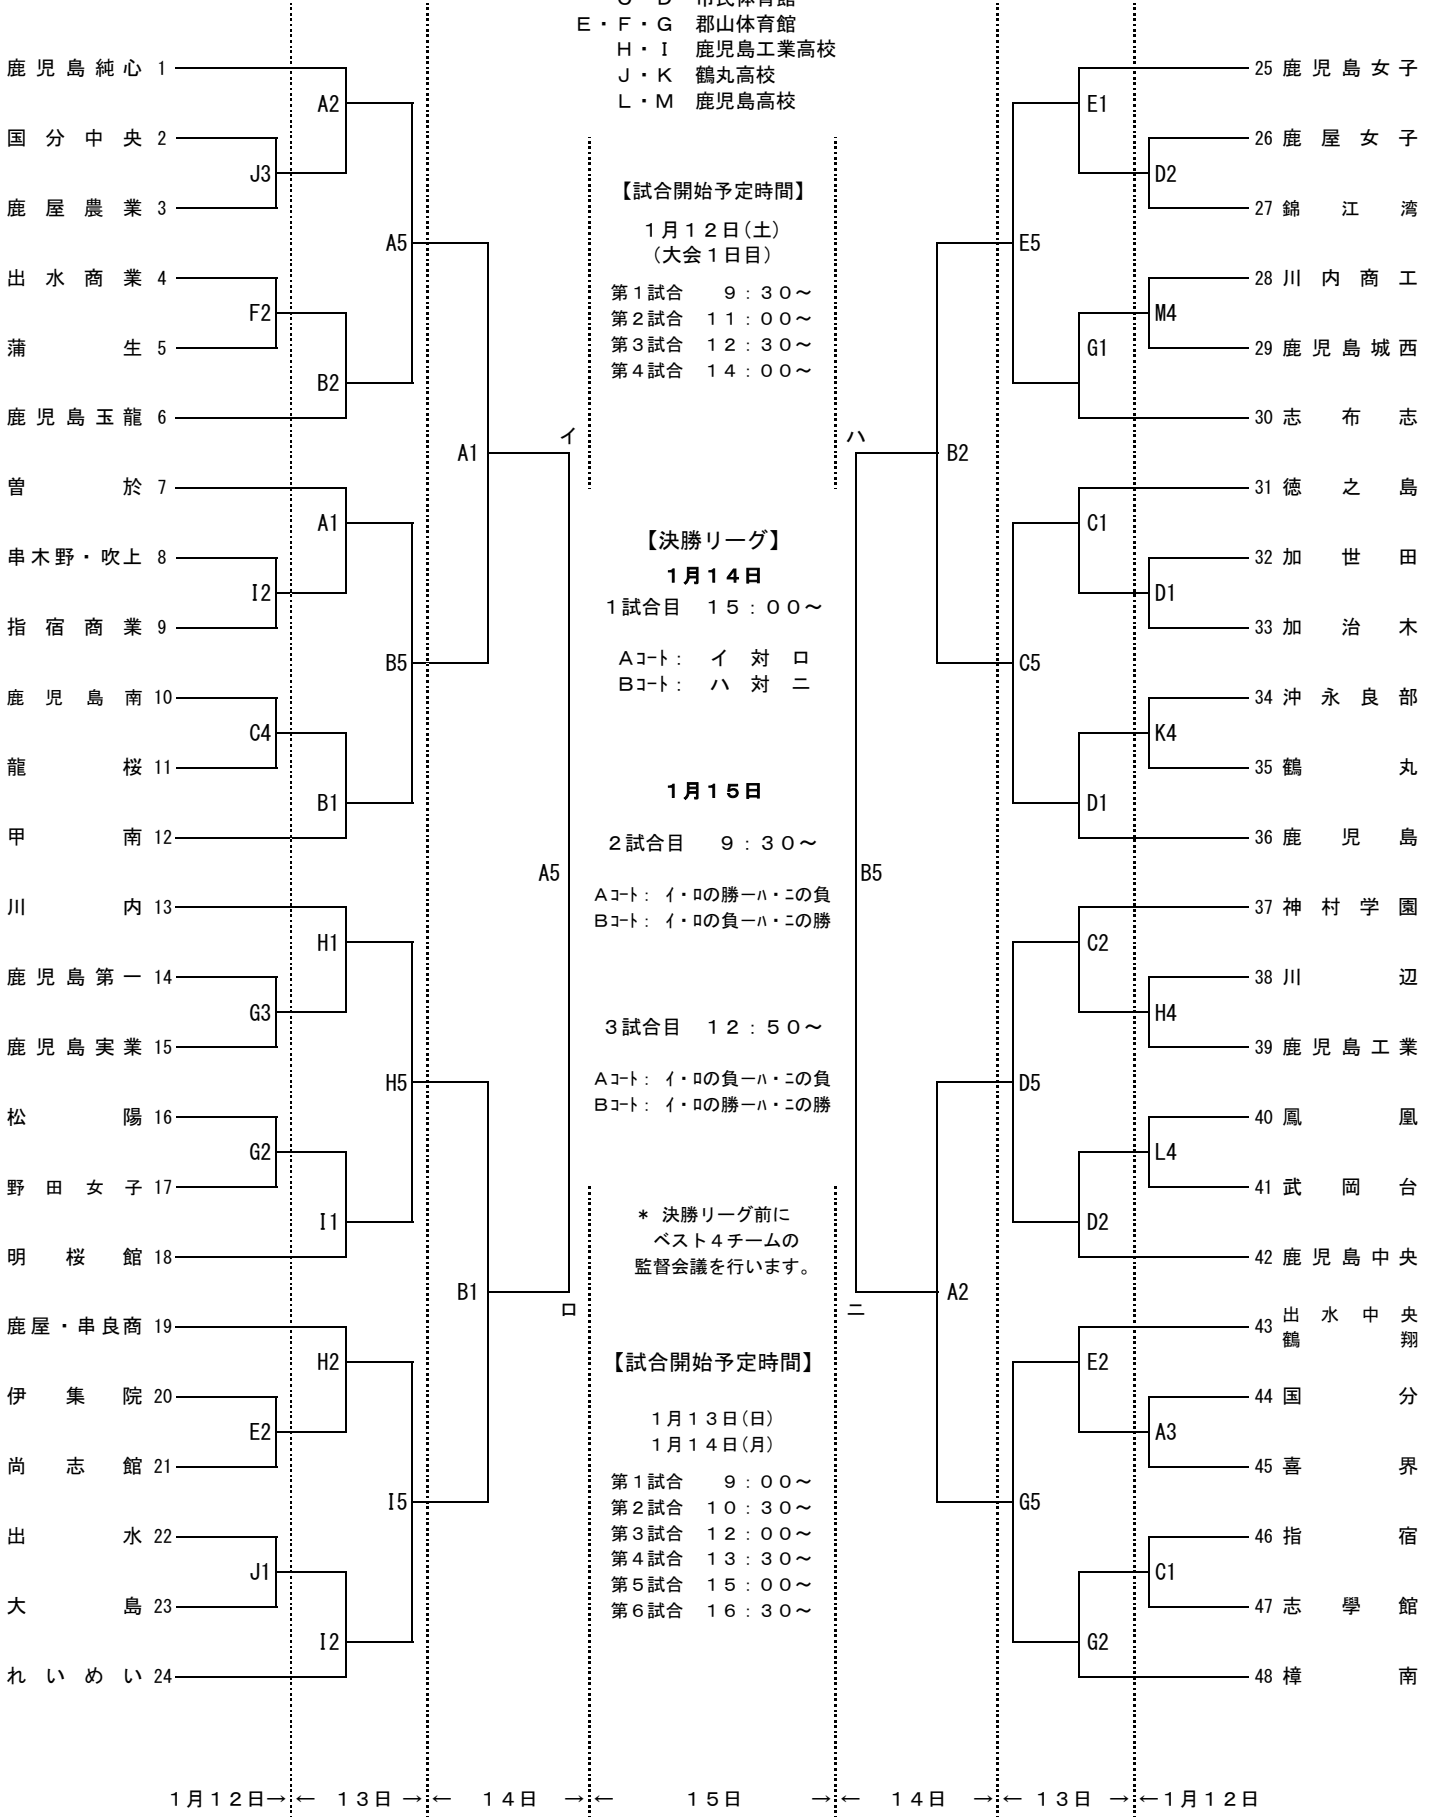 E・F・G 郡山体育館
H・I 鹿児島工業高校
J・K 鶴丸高校
L・M 鹿児島高校
鹿児島純心 1
A2
国分中央 2
J3
鹿屋農業 3
A5
出水商業 4
F2
蒲生 5
B2
鹿児島玉龍 6
A1
イ
曽於 7
A1
串木野・吹上 8
I2
指宿商業 9
B5
鹿児島南 10
C4
龍桜 11
B1
甲南 12
A5
川内 13
H1
鹿児島第一 14
G3
鹿児島実業 15
H5
松陽 16
G2
野田女子 17
I1
明桜館 18
B1
ロ
鹿屋・串良商 19
H2
伊集院 20
E2
尚志館 21
I5
出水 22
J1
大島 23
I2
れいめい 24
【試合開始予定時間】
1月12日(土)
(大会1日目)
第1試合 9:30~
第2試合 11:00~
第3試合 12:30~
第4試合 14:00~
【決勝リーグ】
1月14日
1試合目 15:00~
Aコート: イ 対 ロ
Bコート: ハ 対 ニ
1月15日
2試合目 9:30~
Aコート: イ・ロの勝ーハ・ニの負
Bコート: イ・ロの負ーハ・ニの勝
3試合目 12:50~
Aコート: イ・ロの負ーハ・ニの負
Bコート: イ・ロの勝ーハ・ニの勝
* 決勝リーグ前に
ベスト4チームの
監督会議を行います。
【試合開始予定時間】
1月13日(日)
1月14日(月)
第1試合 9:00~
第2試合 10:30~
第3試合 12:00~
第4試合 13:30~
第5試合 15:00~
第6試合 16:30~
25 鹿児島女子
E1
26 鹿屋女子
D2
27 錦江湾
E5
28 川内商工
M4
29 鹿児島城西
G1
30 志布志
ハ
B2
31 徳之島
C1
32 加世田
D1
33 加治木
C5
34 沖永良部
K4
35 鶴丸
D1
36 鹿児島
B5
37 神村学園
C2
38 川辺
H4
39 鹿児島工業
D5
40 鳳凰
L4
41 武岡台
D2
42 鹿児島中央
A2
ニ
43 出水中央
鶴翔
E2
44 国分
A3
45 喜界
G5
46 指宿
C1
47 志學館
G2
48 樟南
1月12日→ ← 13日 → ← 14日 → ← 15日 → ← 14日 → ← 13日 → ←1月12日